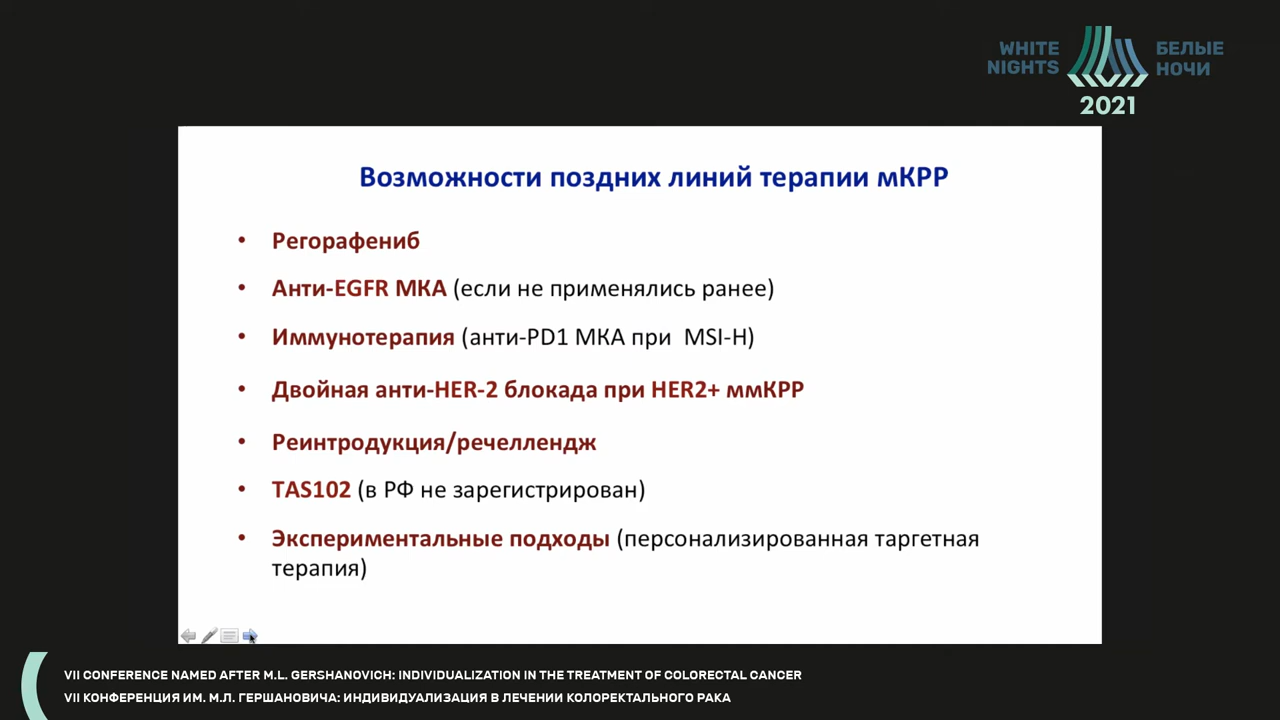 WHITE NIGHTS
БЕЛЫЕ НОЧИ
2021
Возможности поздних линий терапии мКРР
• Регорафениб
• Анти-EGFR МКА (если не применялись ранее)
• Иммунотерапия (анти-PD1 МКА при MSI-H)
• Двойная анти-HER-2 блокада при HER2+ ммКРР
• Реинтродукция/речеллендж
• TAS102 (в РФ не зарегистрирован)
• Экспериментальные подходы (персонализированная таргетная
терапия)
VII CONFERENCE NAMED AFTER M.L. GERSHANOVICH: INDIVIDUALIZATION IN THE TREATMENT OF COLORECTAL CANCER
VII КОНФЕРЕНЦИЯ ИМ. М.Л. ГЕРШАНОВИЧА: ИНДИВИДУАЛИЗАЦИЯ В ЛЕЧЕНИИ КОЛОРЕКТАЛЬНОГО РАКА